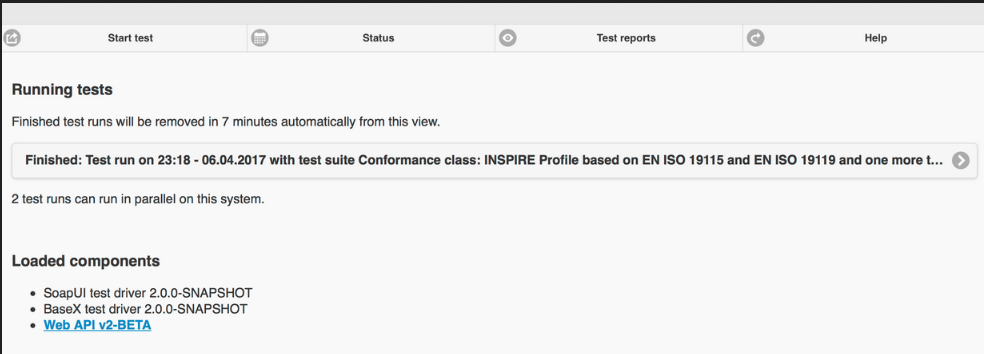 Start test
Status
Test reports
Help
Running tests
Finished test runs will be removed in 7 minutes automatically from this view.
Finished: Test run on 23:18 - 06.04.2017 with test suite Conformance class: INSPIRE Profile based on EN ISO 19115 and EN ISO 19119 and one more t...
2 test runs can run in parallel on this system.
Loaded components
SoapUI test driver 2.0.0-SNAPSHOT
BaseX test driver 2.0.0-SNAPSHOT
Web API v2-BETA